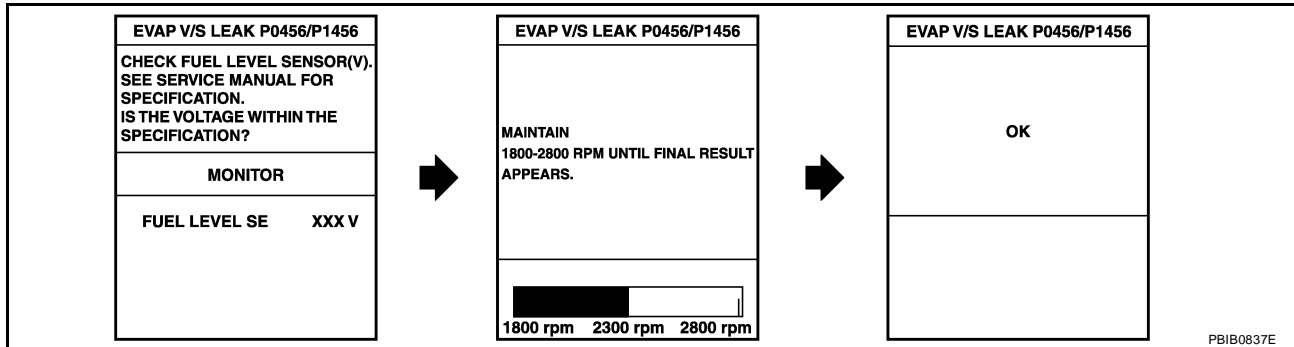 EVAP V/S LEAK P0456/P1456
CHECK FUEL LEVEL SENSOR(V).
SEE SERVICE MANUAL FOR
SPECIFICATION.
IS THE VOLTAGE WITHIN THE
SPECIFICATION?
MONITOR
FUEL LEVEL SE XXX V
EVAP V/S LEAK P0456/P1456
MAINTAIN
1800-2800 RPM UNTIL FINAL RESULT
APPEARS.
1800 rpm 2300 rpm 2800 rpm
EVAP V/S LEAK P0456/P1456
OK
PBIB0837E